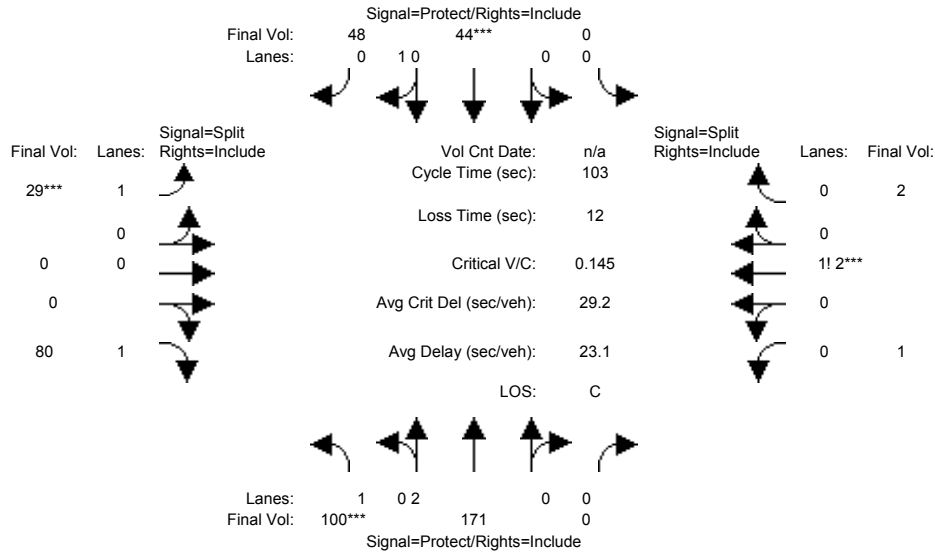 Signal=Protect/Rights=Include
Final Vol: 48 44*** 0
Lanes: 0 1 0 0 0
Signal=Split Signal=Split
Final Vol: Lanes: Rights=Include Vol Cnt Date: n/a Rights=Include Lanes: Final Vol:
Cycle Time (sec): 103
29*** 1 0 2
Loss Time (sec): 12
0 0
0 0 Critical V/C: 0.145 1! 2***
0 Avg Crit Del (sec/veh): 29.2 0
80 1 Avg Delay (sec/veh): 23.1 0 1
LOS: C
Lanes: 1 0 2 0 0
Final Vol: 100*** 171 0
Signal=Protect/Rights=Include